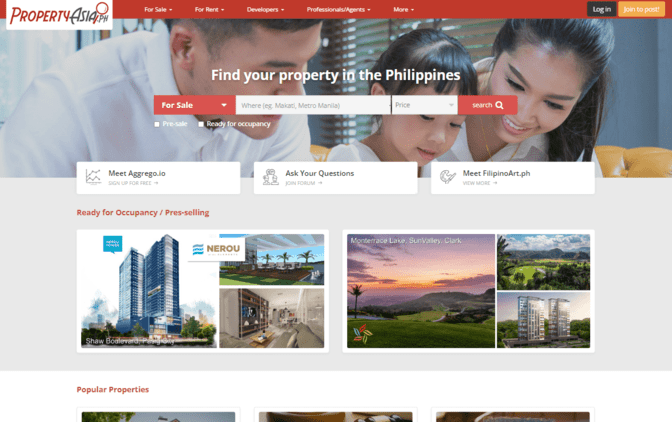 PROPERTYASIA.PH
For Sale
For Rent
Developers
Professionals/Agents
More
Log in
Join to post!
Find your property in the Philippines
For Sale
Where (eg. Makati, Metro Manila)
Price
search
Pre-sale
Ready for occupancy
Meet Aggrego.io
SIGN UP FOR FREE →
Ask Your Questions
JOIN FORUM →
Meet FilipinoArt.ph
VIEW MORE →
Ready for Occupancy / Pres-selling
NEROU
Shaw Boulevard, Pasig City
Monterrace Lake, SunValley, Clark
Popular Properties